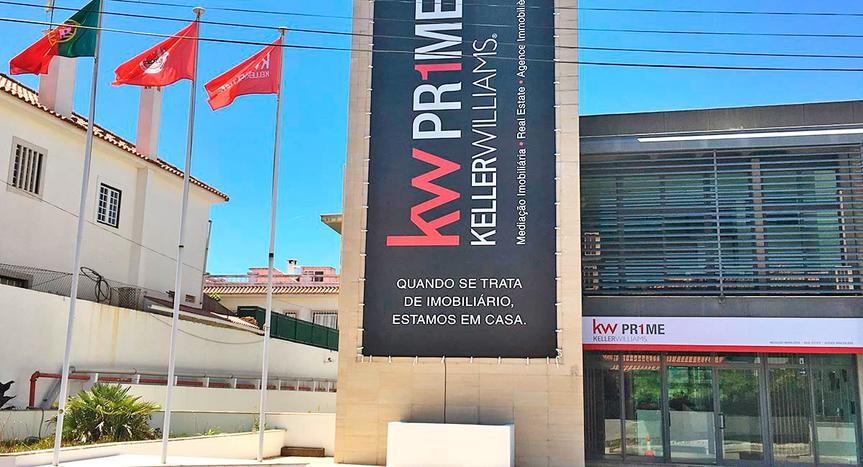 kw PR1ME
KELLERWILLIAMS®
Mediação Imobiliária • Real Estate • Agence Immobiliè
QUANDO SE TRATA
DE IMOBILIÁRIO,
ESTAMOS EM CASA.
kw PR1ME
KELLERWILLIAMS.